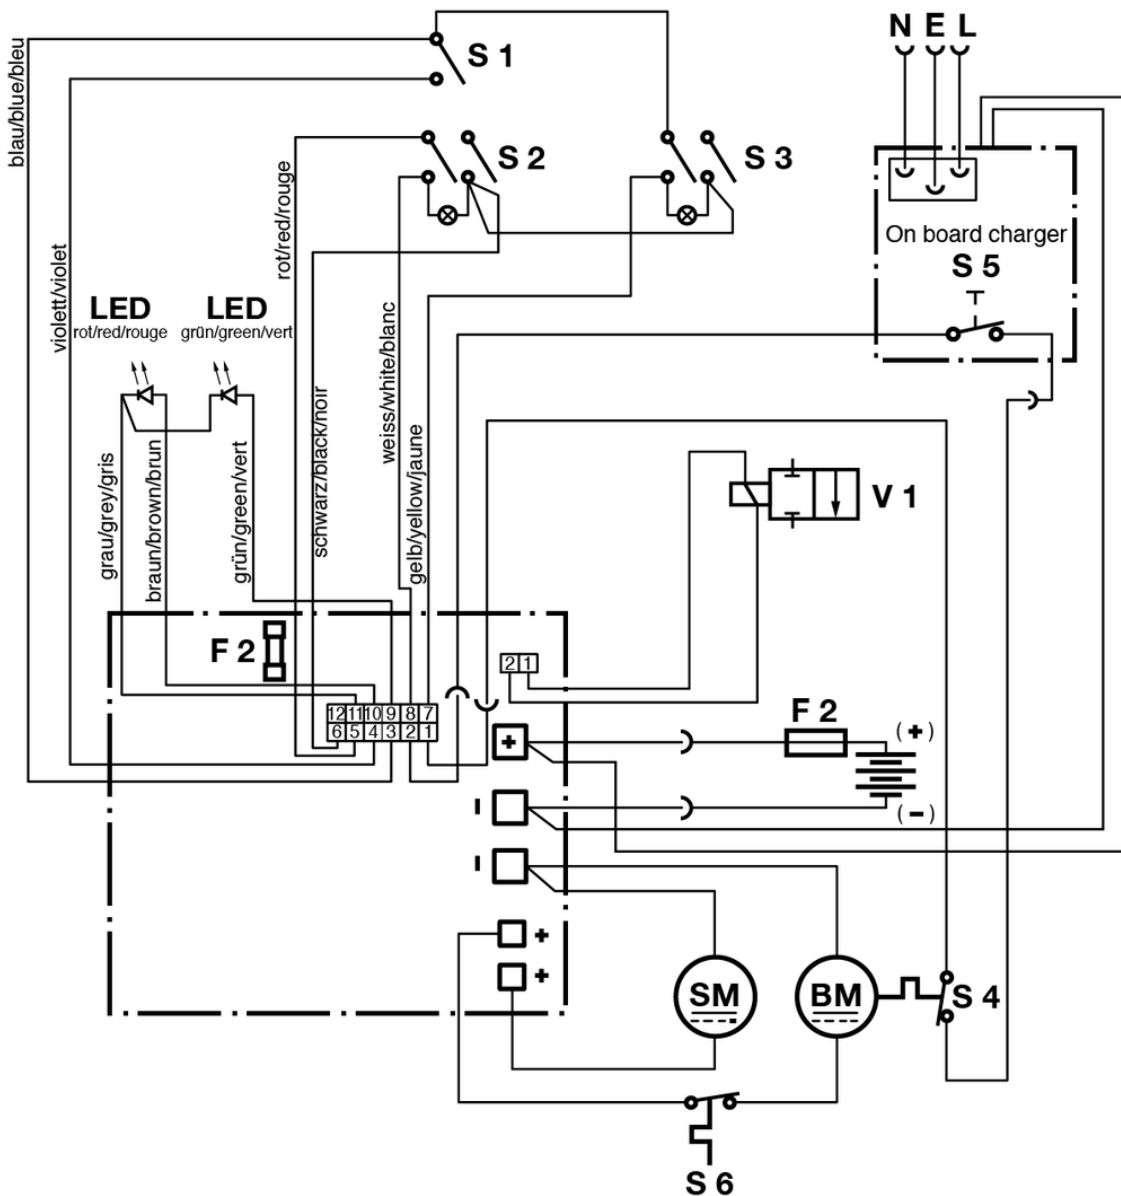 N E L
S 1
blau/blue/bleu
S 2
S 3
rot/red/rouge
On board charger
S 5
violett/violet
LED
rot/red/rouge
LED
grün/green/vert
weiss/white/blanc
schwarz/black/noir
gelb/yellow/jaune
grau/grey/gris
braun/brown/brun
grün/green/vert
V 1
F 2
2 1
12 11 10 9 8 7
6 5 4 3 2 1
+
F 2
(+)
(-)
-
-
+
+
SM
BM
S 4
S 6